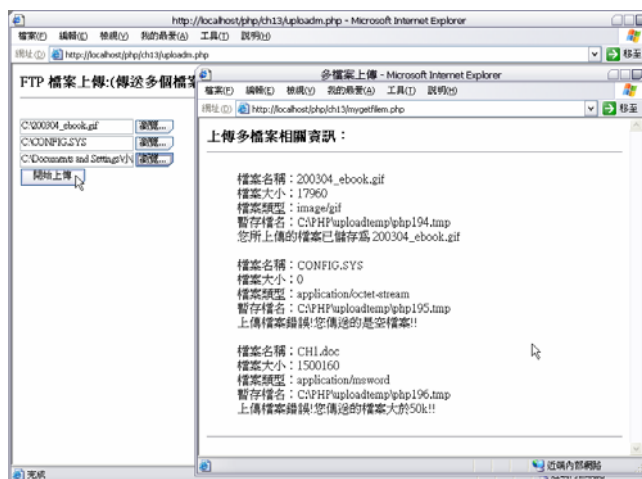 http://localhost/php/ch13/uploadm.php - Microsoft Internet Explorer
檔案(F) 編輯(E) 檢視(V) 我的最愛(A) 工具(T) 說明(H)
網址(D) http://localhost/php/ch13/uploadm.php 移至
FTP 檔案上傳:(傳送多個檔案
C:\200304_ebook.gif 瀏覽...
C:\CONFIG.SYS 瀏覽...
C:\Documents and Settings\小 瀏覽...
開始上傳
完成
多檔案上傳 - Microsoft Internet Explorer
檔案(F) 編輯(E) 檢視(V) 我的最愛(A) 工具(T) 說明(H)
網址(D) http://localhost/php/ch13/mygetfilem.php 移至
上傳多檔案相關資訊：
檔案名稱：200304_ebook.gif
檔案大小：17960
檔案類型：image/gif
暫存檔名：C:\PHP\uploadtemp\php194.tmp
您所上傳的檔案已儲存為 200304_ebook.gif
檔案名稱：CONFIG.SYS
檔案大小：0
檔案類型：application/octet-stream
暫存檔名：C:\PHP\uploadtemp\php195.tmp
上傳檔案錯誤!您傳送的是空檔案!!
檔案名稱：CH1.doc
檔案大小：1500160
檔案類型：application/msword
暫存檔名：C:\PHP\uploadtemp\php196.tmp
上傳檔案錯誤!您傳送的檔案大於50k!!
近端內部網路